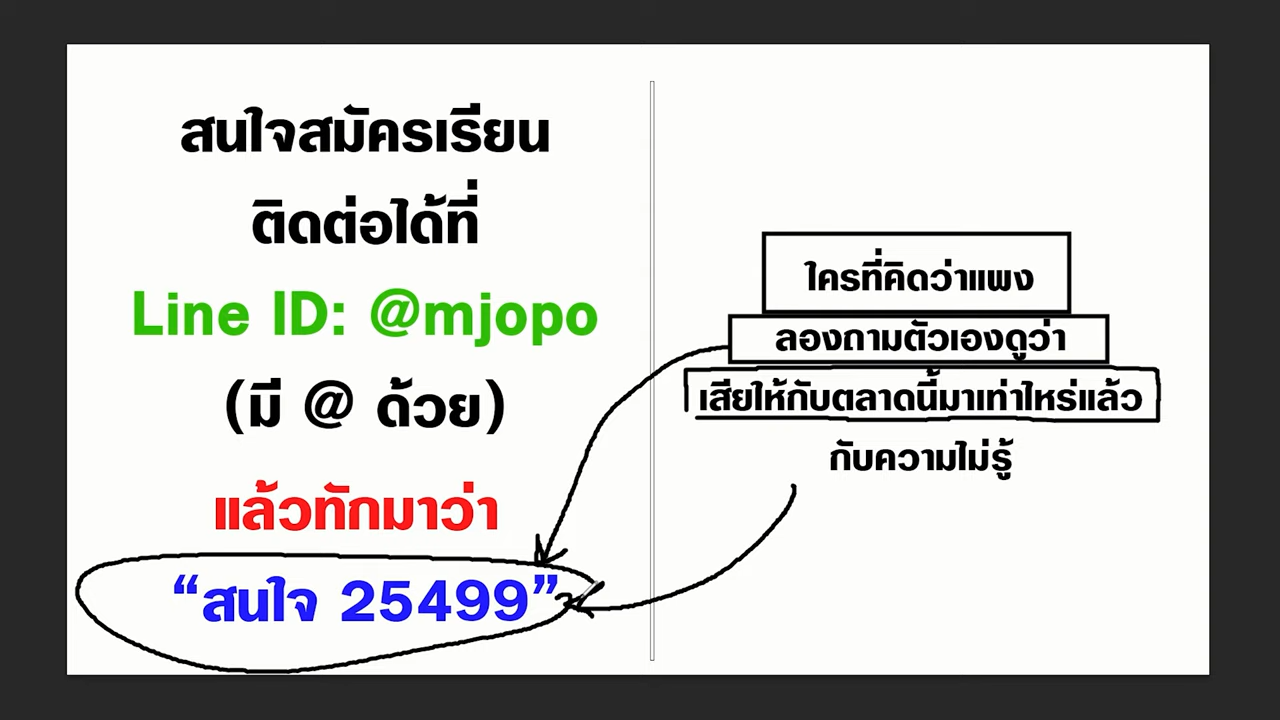 สนใจสมัครเรียน
ติดต่อได้ที่
Line ID: @mjopo
(มี @ ด้วย)
แล้วทักมาว่า
“สนใจ 25499”
ใครที่คิดว่าแพง
ลองถามตัวเองดูว่า
เสียให้กับตลาดนี้มาเท่าไหร่แล้ว
กับความไม่รู้